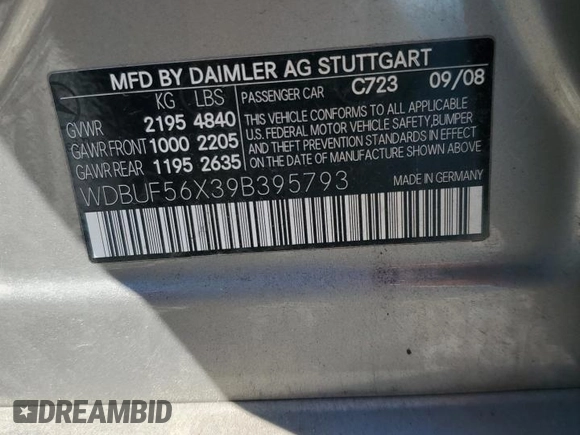 MFD BY DAIMLER AG STUTTGART
KG LBS PASSENGER CAR C723 09/08
GVWR 2195 4840
GAWR FRONT 1000 2205
GAWR REAR 1195 2635
THIS VEHICLE CONFORMS TO ALL APPLICABLE
U.S. FEDERAL MOTOR VEHICLE SAFETY, BUMPER
AND THEFT PREVENTION STANDARDS IN EFFECT
ON THE DATE OF MANUFACTURE SHOWN ABOVE.
WDBUF56X39B395793 MADE IN GERMANY
DREAMBID